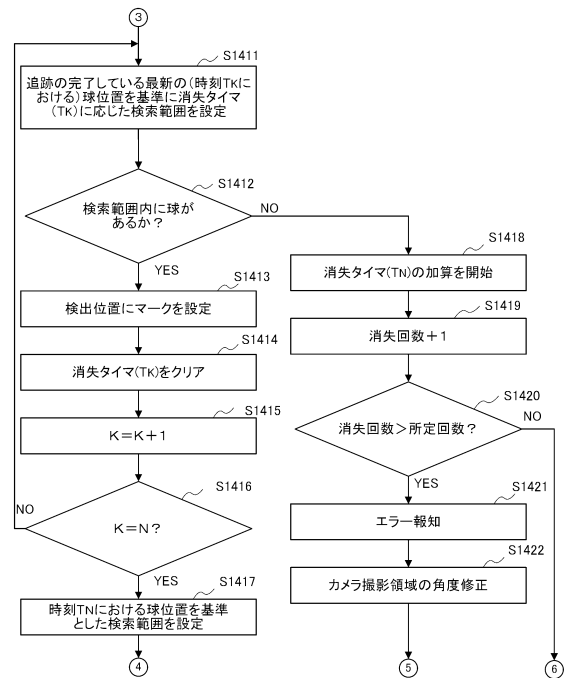 ③
S1411
追跡の完了している最新の(時刻TKに
おける)球位置を基準に消失タイマ
(TK)に応じた検索範囲を設定
S1412
検索範囲内に球が
あるか？
NO
YES
S1413
検出位置にマークを設定
S1414
消失タイマ(TK)をクリア
S1415
K=K+1
S1416
K=N?
NO
YES
S1417
時刻TNにおける球位置を基準
とした検索範囲を設定
④
S1418
消失タイマ(TN)の加算を開始
S1419
消失回数+1
S1420
消失回数>所定回数？
NO
YES
S1421
エラー報知
S1422
カメラ撮影領域の角度修正
⑤
⑥